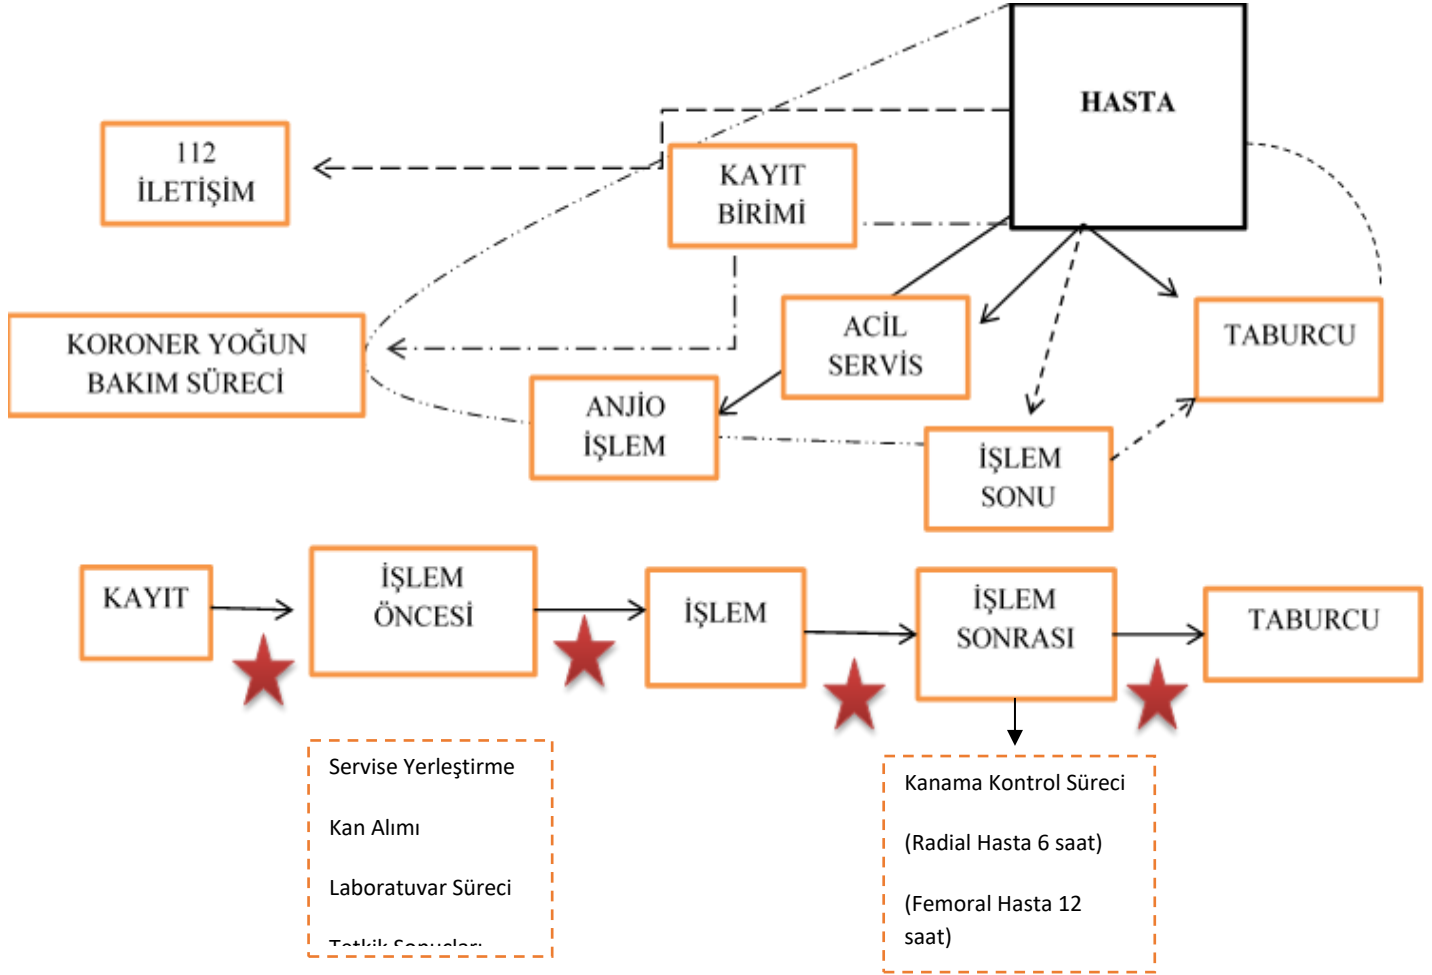 HASTA
112
İLETİŞİM
KAYIT
BİRİMİ
KORONER YOĞUN
BAKIM SÜRECİ
ACİL
SERVİS
TABURCU
ANJİO
İŞLEM
İŞLEM
SONU
KAYIT
İŞLEM
ÖNCESİ
İŞLEM
İŞLEM
SONRASI
TABURCU
Servise Yerleştirme
Kan Alımı
Laboratuvar Süreci
Tetkik Sonuçları
Kanama Kontrol Süreci
(Radial Hasta 6 saat)
(Femoral Hasta 12
saat)